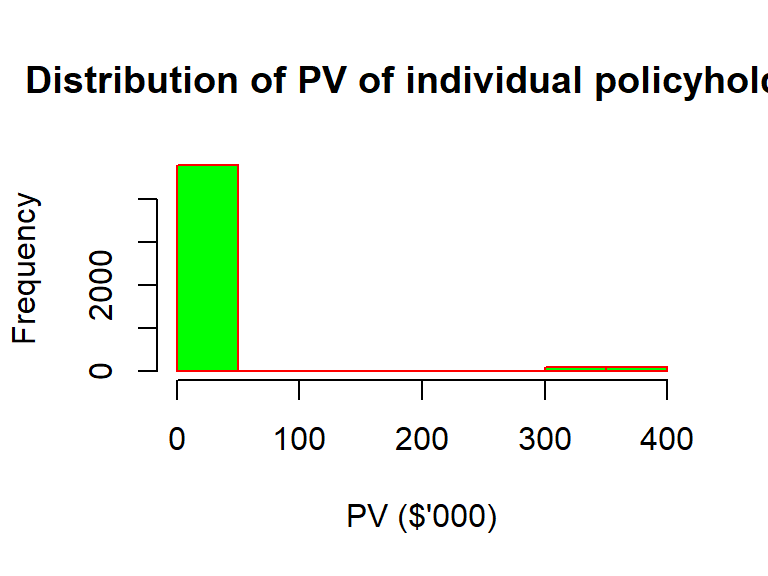 Distribution of PV of individual policyhol
Frequency
2000
0
0 100 200 300 400
PV ($'000)